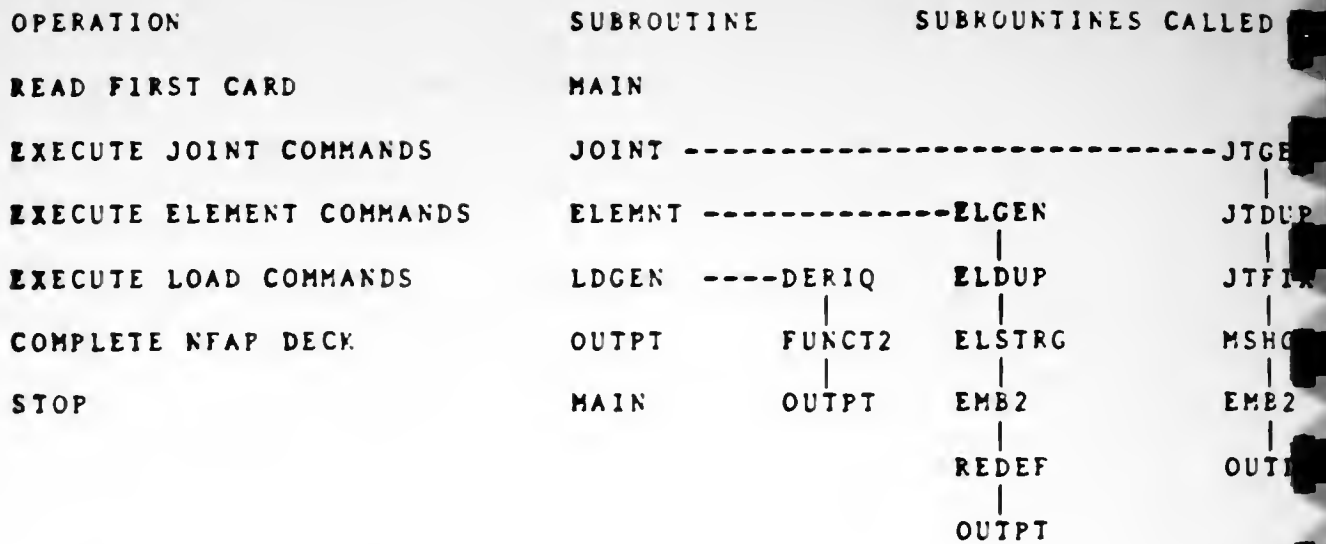 OPERATION SUBROUTINE SUBROUNTINES CALLED
READ FIRST CARD MAIN
EXECUTE JOINT COMMANDS JOINT ------------------------------
EXECUTE ELEMENT COMMANDS ELEMNT --------------ELGEN JTDUP
EXECUTE LOAD COMMANDS LDGEN ----DERIQ ELDUP JTFIX
COMPLETE NFAP DECK OUTPT FUNCT2 ELSTRG
STOP MAIN OUTPT EMB2 EMB2
REDEF
OUTPT